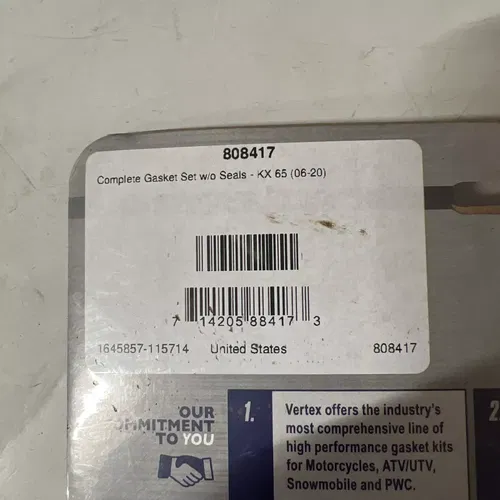 808417
Complete Gasket Set w/o Seals - KX 65 (06-20)
7 14205 88417 3
1645857-115714 United States 808417
OUR
COMMITMENT
TO YOU
1.
Vertex offers the industry's
most comprehensive line of
high performance gasket kits
for Motorcycles, ATV/UTV,
Snowmobile and PWC.
2